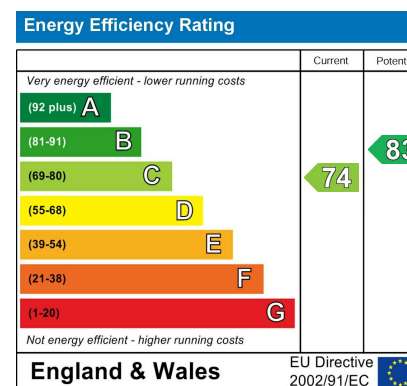 Energy Efficiency Rating
Current
Potent
Very energy efficient - lower running costs
(92 plus) A
(81-91) B
83
(69-80) C
74
(55-68) D
(39-54) E
(21-38) F
(1-20) G
Not energy efficient - higher running costs
England & Wales
EU Directive
2002/91/EC